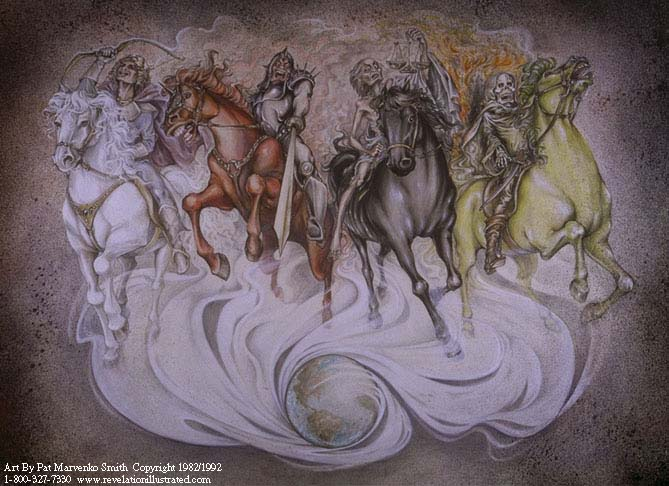 Art By Pat Marvenko Smith Copyright 1982/1992
1-800-327-7330 www.revelationillustrated.com